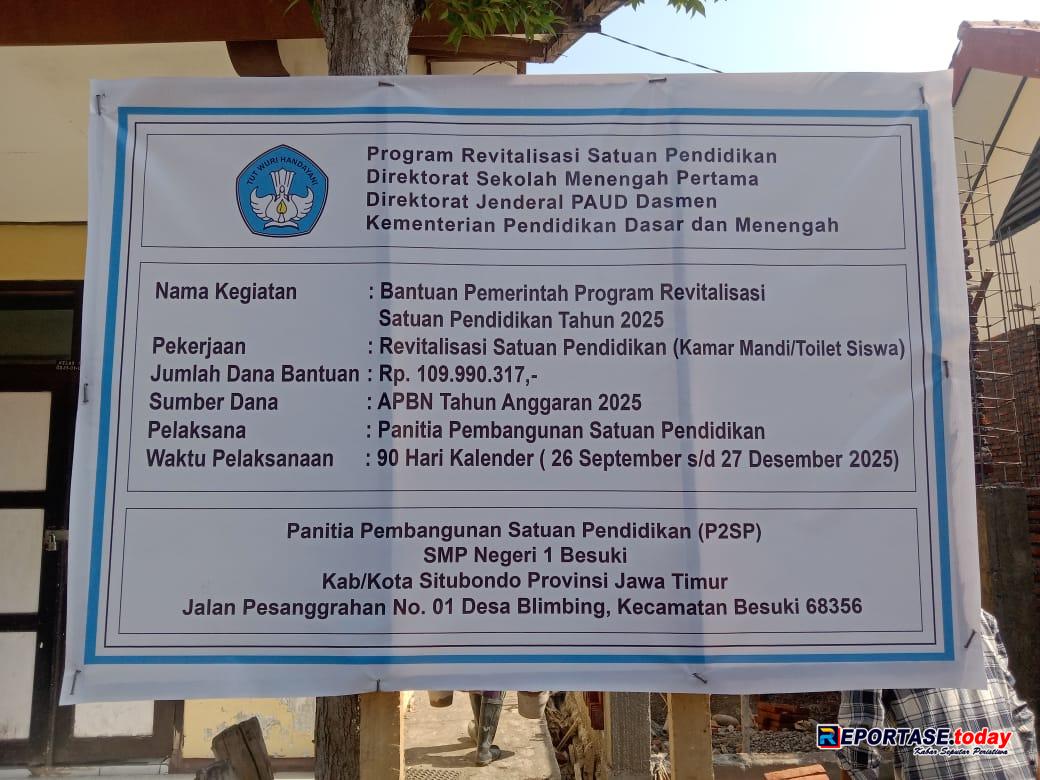 TUT WURI HANDAYANI
Program Revitalisasi Satuan Pendidikan
Direktorat Sekolah Menengah Pertama
Direktorat Jenderal PAUD Dasmen
Kementerian Pendidikan Dasar dan Menengah
Nama Kegiatan : Bantuan Pemerintah Program Revitalisasi
Satuan Pendidikan Tahun 2025
Pekerjaan : Revitalisasi Satuan Pendidikan (Kamar Mandi/Toilet Siswa)
Jumlah Dana Bantuan : Rp. 109.990.317,-
Sumber Dana : APBN Tahun Anggaran 2025
Pelaksana : Panitia Pembangunan Satuan Pendidikan
Waktu Pelaksanaan : 90 Hari Kalender ( 26 September s/d 27 Desember 2025)
Panitia Pembangunan Satuan Pendidikan (P2SP)
SMP Negeri 1 Besuki
Kab/Kota Situbondo Provinsi Jawa Timur
Jalan Pesanggrahan No. 01 Desa Blimbing, Kecamatan Besuki 68356
REPORTASE.today
Kabar Seputar Peristiwa